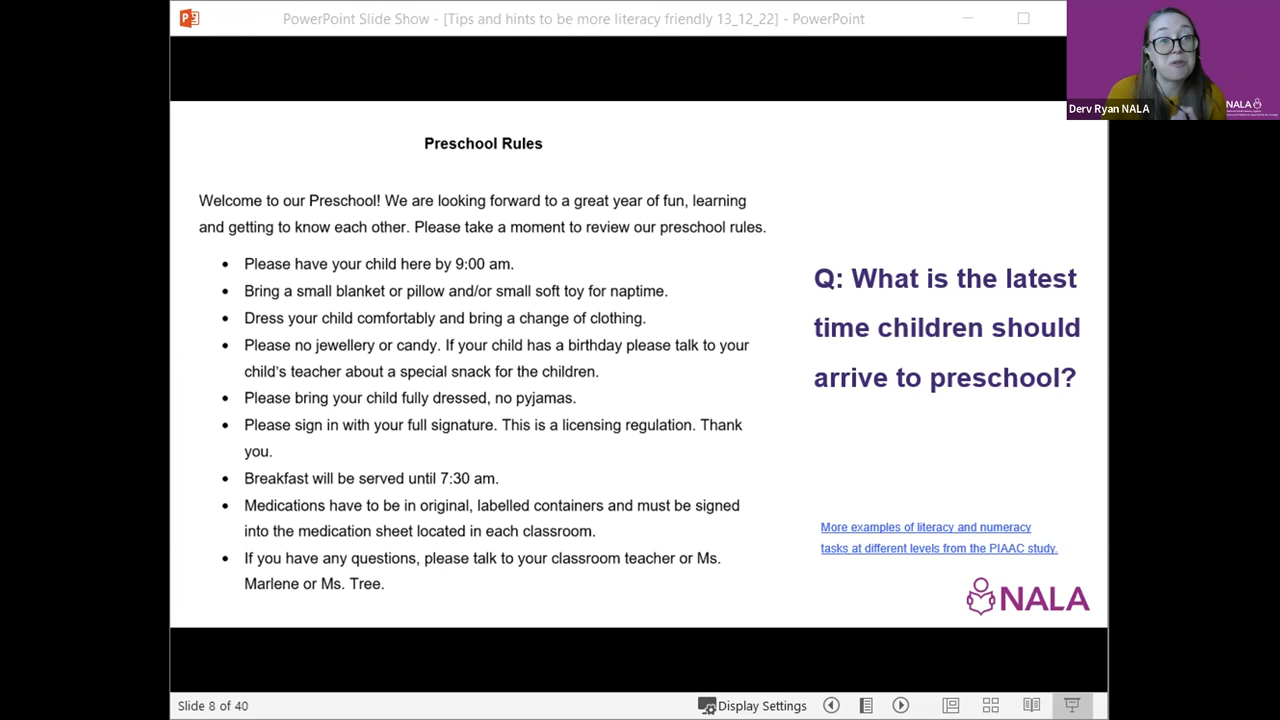 PowerPoint Slide Show - [Tips and hints to be more literacy friendly 13_12_22] - PowerPoint
Derv Ryan NALA
NALA
Preschool Rules
Welcome to our Preschool! We are looking forward to a great year of fun, learning
and getting to know each other. Please take a moment to review our preschool rules.
• Please have your child here by 9:00 am.
• Bring a small blanket or pillow and/or small soft toy for naptime.
• Dress your child comfortably and bring a change of clothing.
• Please no jewellery or candy. If your child has a birthday please talk to your
child's teacher about a special snack for the children.
• Please bring your child fully dressed, no pyjamas.
• Please sign in with your full signature. This is a licensing regulation. Thank
you.
• Breakfast will be served until 7:30 am.
• Medications have to be in original, labelled containers and must be signed
into the medication sheet located in each classroom.
• If you have any questions, please talk to your classroom teacher or Ms.
Marlene or Ms. Tree.
Q: What is the latest
time children should
arrive to preschool?
More examples of literacy and numeracy
tasks at different levels from the PIAAC study.
NALA
Slide 8 of 40
Display Settings